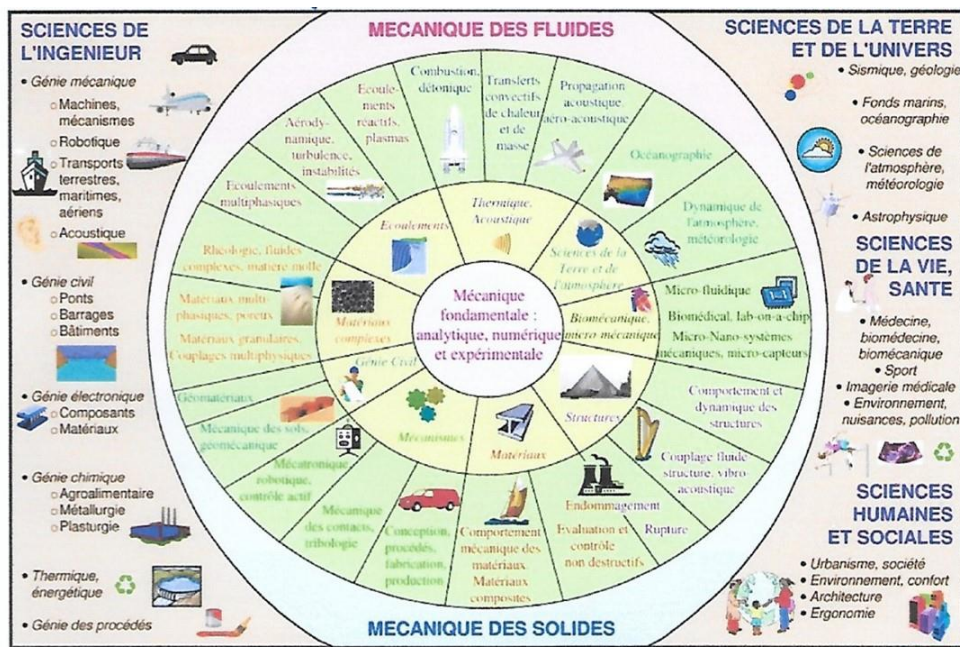 SCIENCES DE
L'INGENIEUR
• Génie mécanique
o Machines,
mécanismes
o Robotique
o Transports
terrestres,
maritimes,
aériens
o Acoustique
• Génie civil
o Ponts
o Barrages
o Bâtiments
• Génie électronique
o Composants
o Matériaux
• Génie chimique
o Agroalimentaire
o Métallurgie
o Plasturgie
• Thermique,
énergétique
• Génie des procédés
MECANIQUE DES FLUIDES
Ecoulements
multiphasiques
Aérody-
namique,
turbulence,
instabilités
Ecoule-
ments
réactifs,
plasmas
Combustion,
détonique
Transferts
convectifs
de chaleur
et de
masse
Propagation
acoustique,
aéro-acoustique
Océanographie
Dynamique de
l'atmosphère,
météorologie
Micro-fluidique
Biomédical, lab-on-a-chip
Micro-Nano-systèmes
mécaniques, micro-capteurs
Comportement et
dynamique des
structures
Couplage fluide
structure, vibro-
acoustique
Rupture
Endommagement
Evaluation et
contrôle
non destructifs
Comportement
mécanique des
matériaux.
Matériaux
composites
Conception,
procédés,
fabrication,
production
Mécanique
des contacts,
tribologie
Mécatronique,
robotique,
contrôle actif
Mécanique des sols,
géomécanique
Géomatériaux
Matériaux granulaires,
Couplages multiphysiques
Matériaux multi-
phasiques, poreux
Rhéologie, fluides
complexes, matière molle
Ecoulements
Thermique,
Acoustique
Sciences de la
Terre et de
l'atmosphère
Biomécanique,
micro mécanique
Structures
Matériaux
Mécanismes
Génie Civil
Matériaux
complexes
Mécanique
fondamentale :
analytique, numérique
et expérimentale
MECANIQUE DES SOLIDES
SCIENCES DE LA TERRE
ET DE L'UNIVERS
• Sismique, géologie
• Fonds marins,
océanographie
• Sciences de
l'atmosphère,
météorologie
• Astrophysique
SCIENCES
DE LA VIE,
SANTE
• Médecine,
biomédecine,
biomécanique
• Sport
• Imagerie médicale
• Environnement,
nuisances, pollution
SCIENCES
HUMAINES
ET SOCIALES
• Urbanisme, société
• Environnement, confort
• Architecture
• Ergonomie